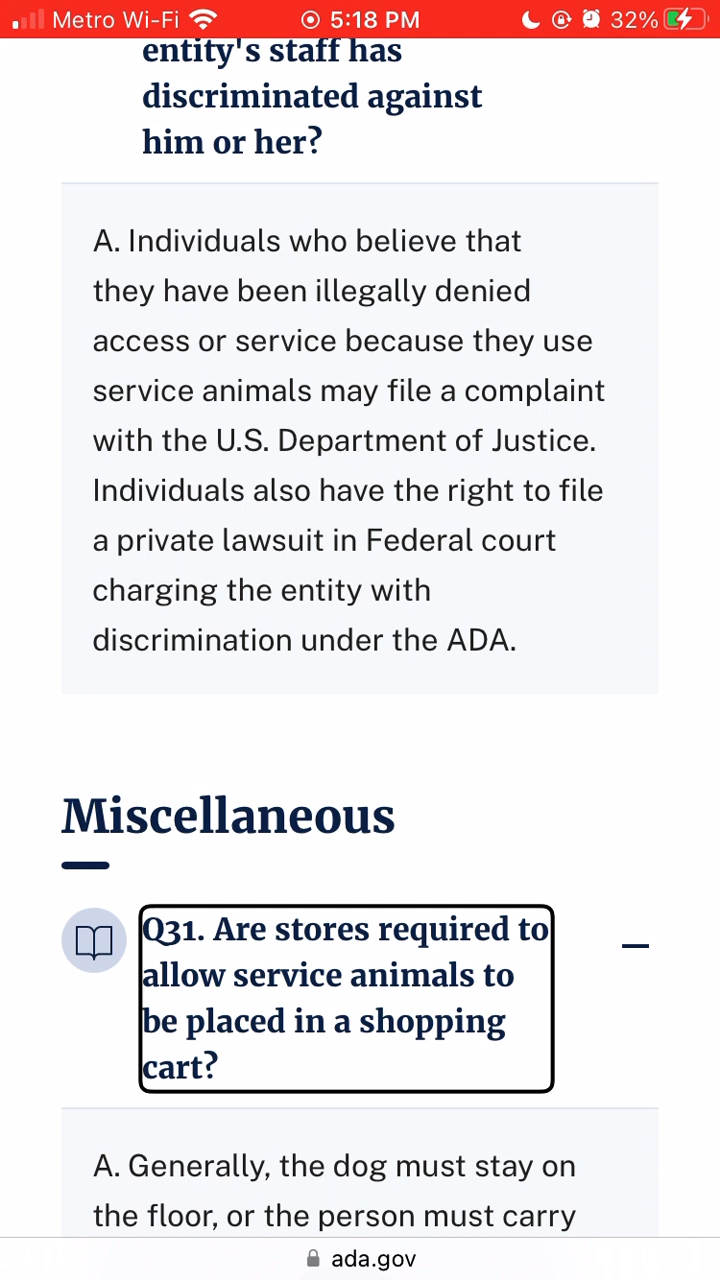 Metro Wi-Fi 5:18 PM 32%
entity's staff has
discriminated against
him or her?
A. Individuals who believe that
they have been illegally denied
access or service because they use
service animals may file a complaint
with the U.S. Department of Justice.
Individuals also have the right to file
a private lawsuit in Federal court
charging the entity with
discrimination under the ADA.
Miscellaneous
Q31. Are stores required to
allow service animals to
be placed in a shopping
cart?
A. Generally, the dog must stay on
the floor, or the person must carry
ada.gov